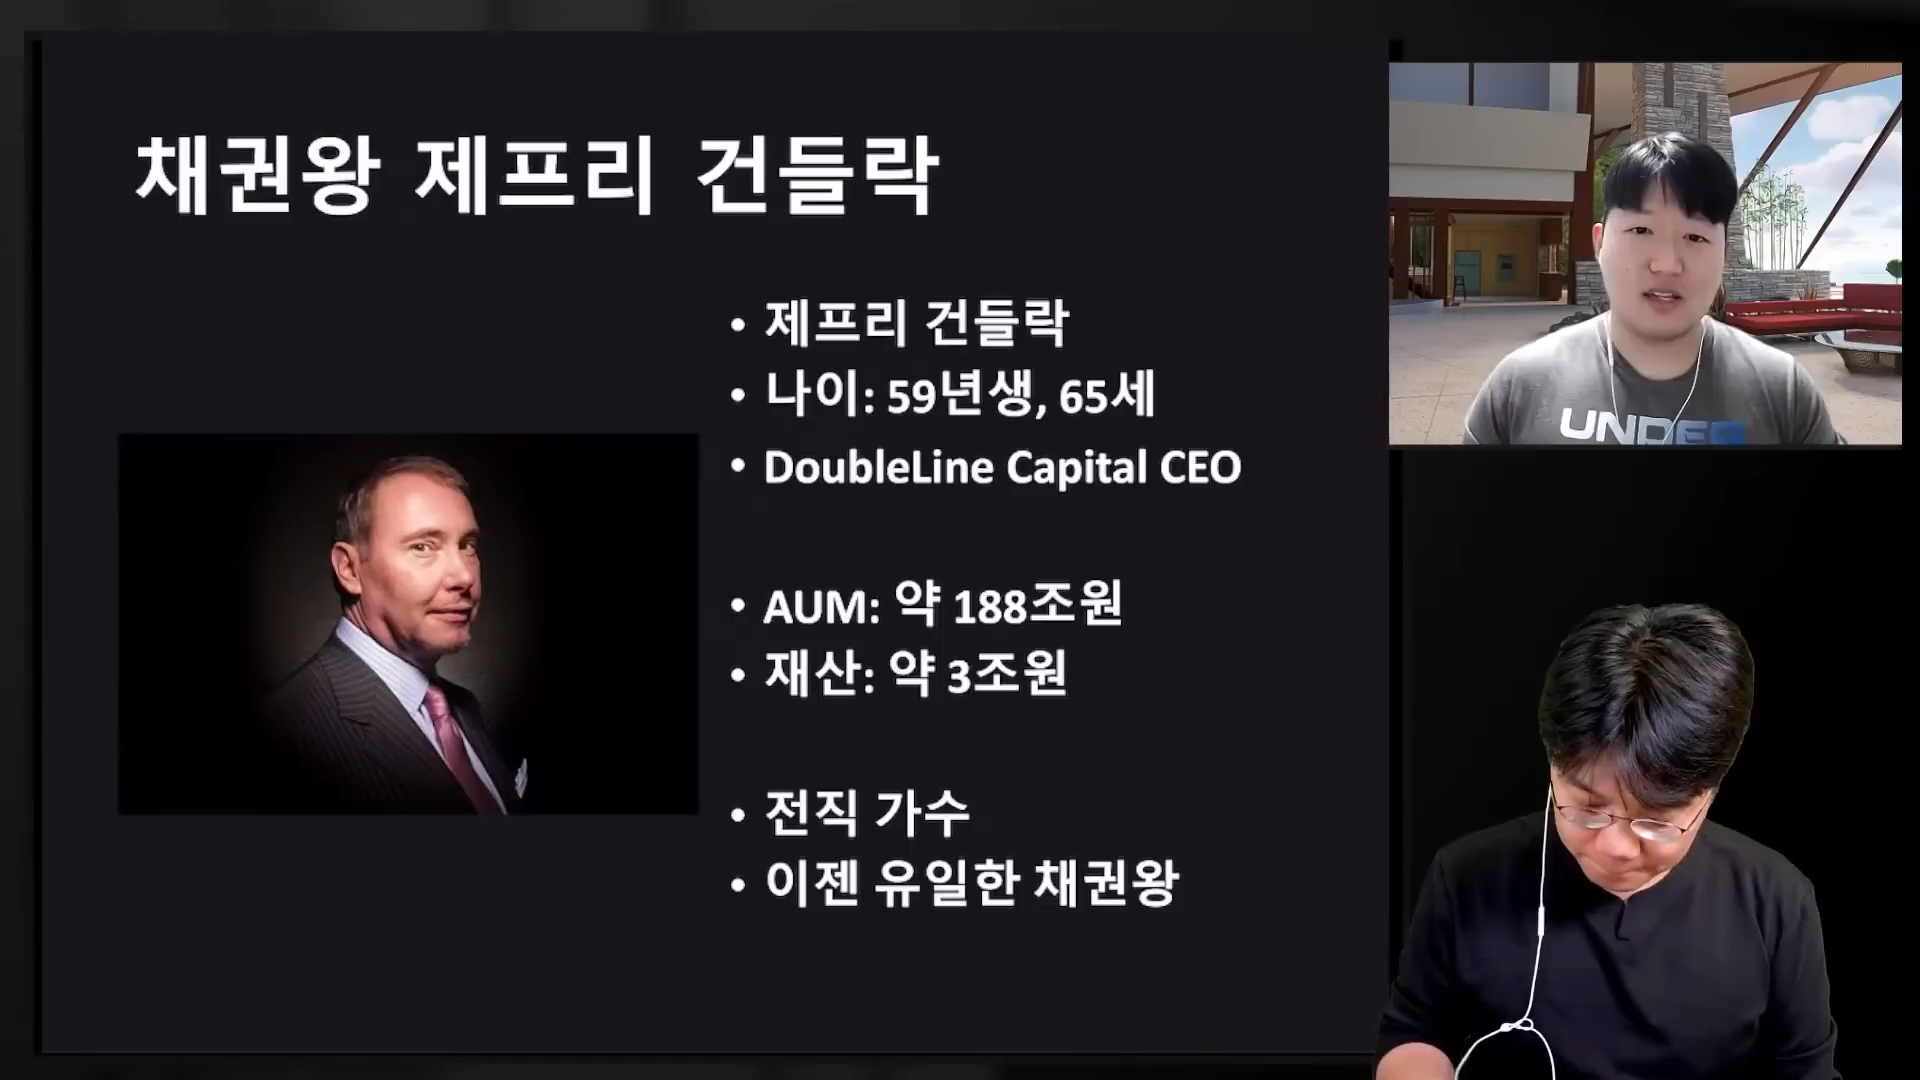 채권왕 제프리 건들락
• 제프리 건들락
• 나이: 59년생, 65세
• DoubleLine Capital CEO
• AUM: 약 188조원
• 재산: 약 3조원
• 전직 가수
• 이젠 유일한 채권왕
UNDER